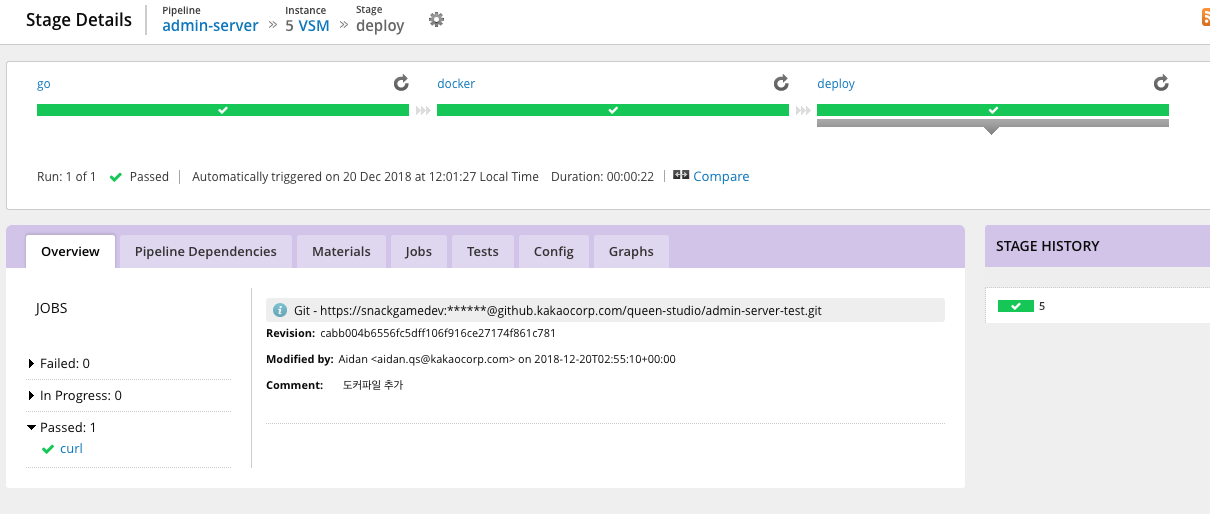 Stage Details
Pipeline
admin-server
»
Instance
5 VSM
»
Stage
deploy
go
docker
deploy
Run: 1 of 1 Passed Automatically triggered on 20 Dec 2018 at 12:01:27 Local Time Duration: 00:00:22 Compare
Overview Pipeline Dependencies Materials Jobs Tests Config Graphs
STAGE HISTORY
5
JOBS
Failed: 0
In Progress: 0
Passed: 1
curl
Git - https://snackgamedev:******@github.kakaocorp.com/queen-studio/admin-server-test.git
Revision: cabb004b6556fc5dff106f916ce27174f861c781
Modified by: Aidan <aidan.qs@kakaocorp.com> on 2018-12-20T02:55:10+00:00
Comment: 도커파일 추가